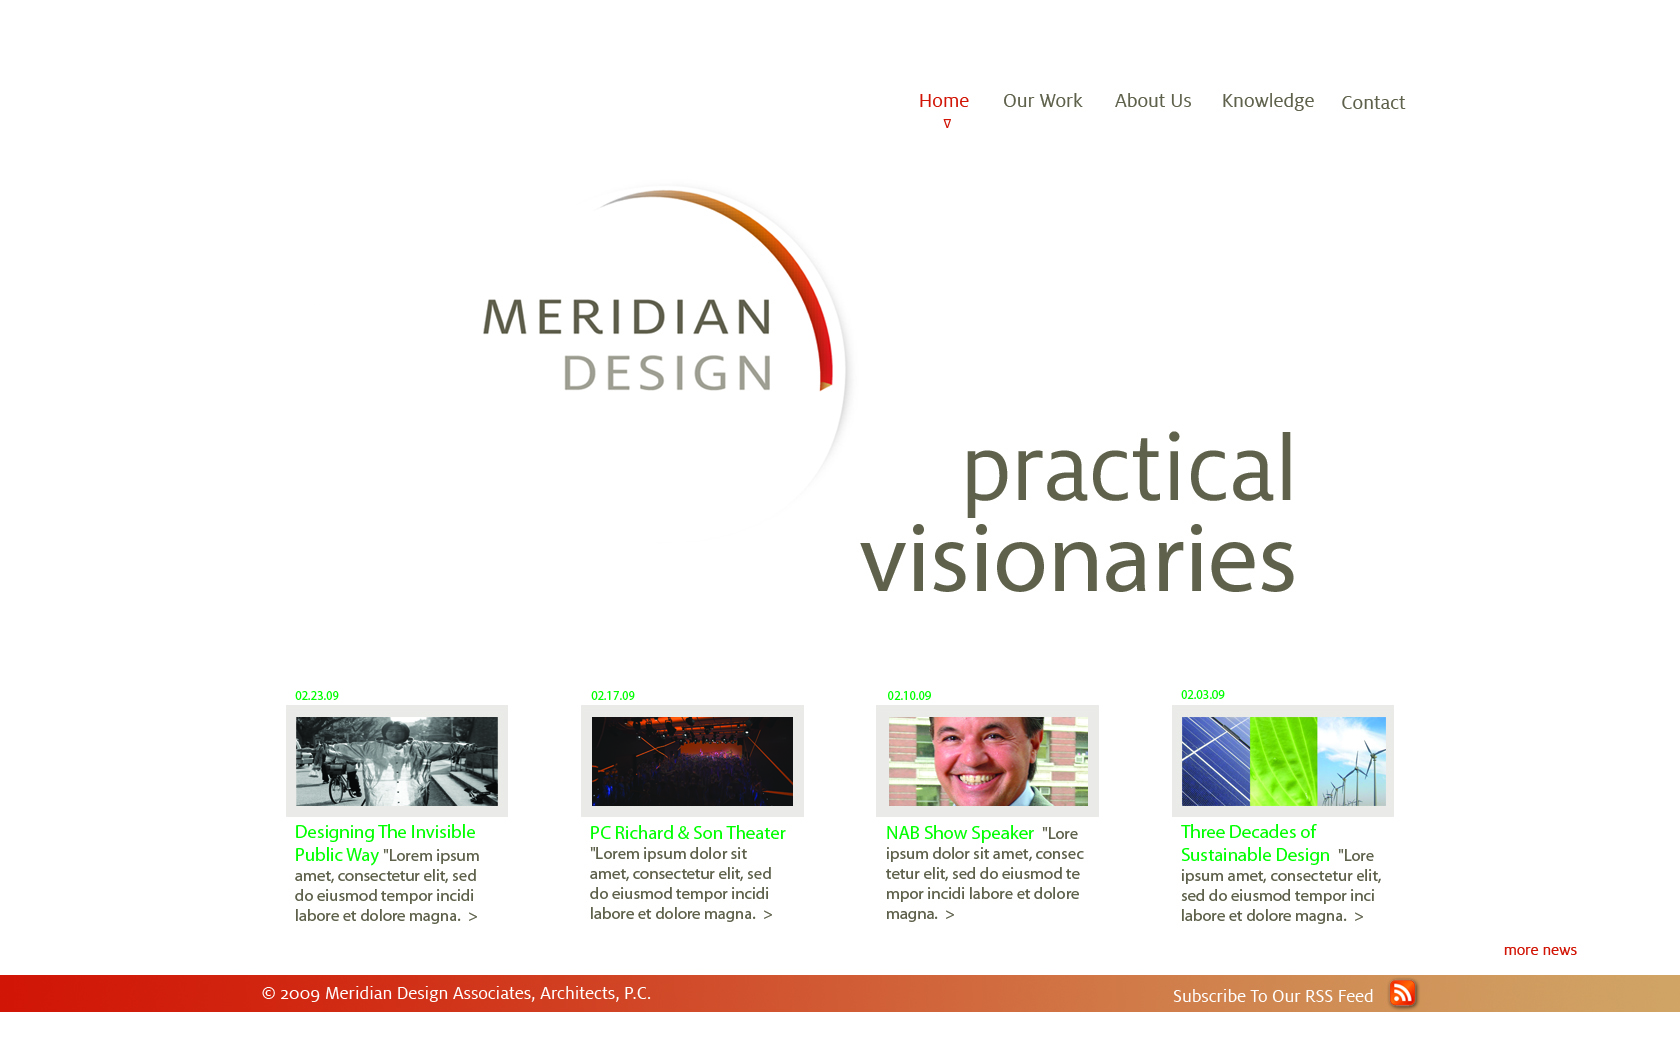 Home Our Work About Us Knowledge Contact
MERIDIAN
DESIGN
practical
visionaries
02.23.09
Designing The Invisible
Public Way "Lorem ipsum
amet, consectetur elit, sed
do eiusmod tempor incidi
labore et dolore magna. >
02.17.09
PC Richard & Son Theater
"Lorem ipsum dolor sit
amet, consectetur elit, sed
do eiusmod tempor incidi
labore et dolore magna. >
02.10.09
NAB Show Speaker "Lore
ipsum dolor sit amet, consec
tetur elit, sed do eiusmod te
mpor incidi labore et dolore
magna. >
02.03.09
Three Decades of
Sustainable Design "Lore
ipsum amet, consectetur elit,
sed do eiusmod tempor inci
labore et dolore magna. >
more news
© 2009 Meridian Design Associates, Architects, P.C.
Subscribe To Our RSS Feed